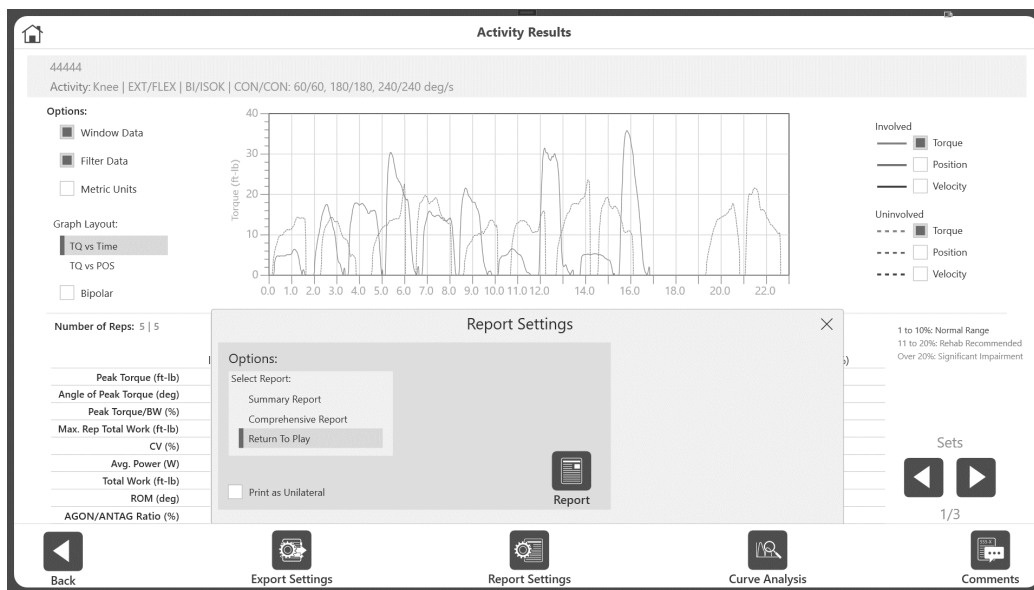 Activity Results
44444
Activity: Knee | EXT/FLEX | BI/ISOK | CON/CON: 60/60, 180/180, 240/240 deg/s
Options:
Window Data
Filter Data
Metric Units
Graph Layout:
TQ vs Time
TQ vs POS
Bipolar
Torque (ft-lb)
40
30
20
10
0
0.0 1.0 2.0 3.0 4.0 5.0 6.0 7.0 8.0 9.0 10.0 11.0 12.0 14.0 16.0 18.0 20.0 22.0
Involved
Torque
Position
Velocity
Uninvolved
Torque
Position
Velocity
Number of Reps: 5 | 5
1 to 10%: Normal Range
11 to 20%: Rehab Recommended
Over 20%: Significant Impairment
Peak Torque (ft-lb)
Angle of Peak Torque (deg)
Peak Torque/BW (%)
Max. Rep Total Work (ft-lb)
CV (%)
Avg. Power (W)
Total Work (ft-lb)
ROM (deg)
AGON/ANTAG Ratio (%)
Report Settings
Options:
Select Report:
Summary Report
Comprehensive Report
Return To Play
Print as Unilateral
Report
Sets
1/3
Back
Export Settings
Report Settings
Curve Analysis
Comments